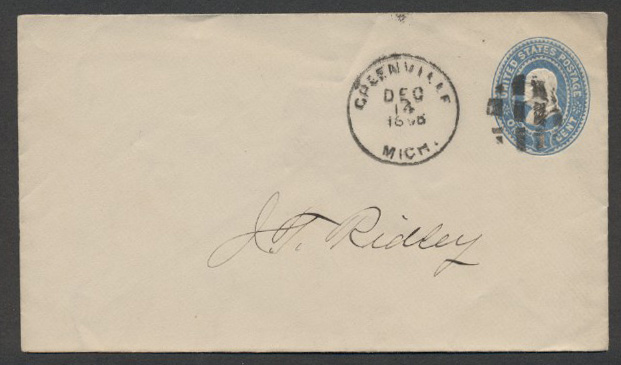 UNITED STATES POSTAGE
GREENVILLE
DEC
14
MICH.
CENT
J. T. Ridley